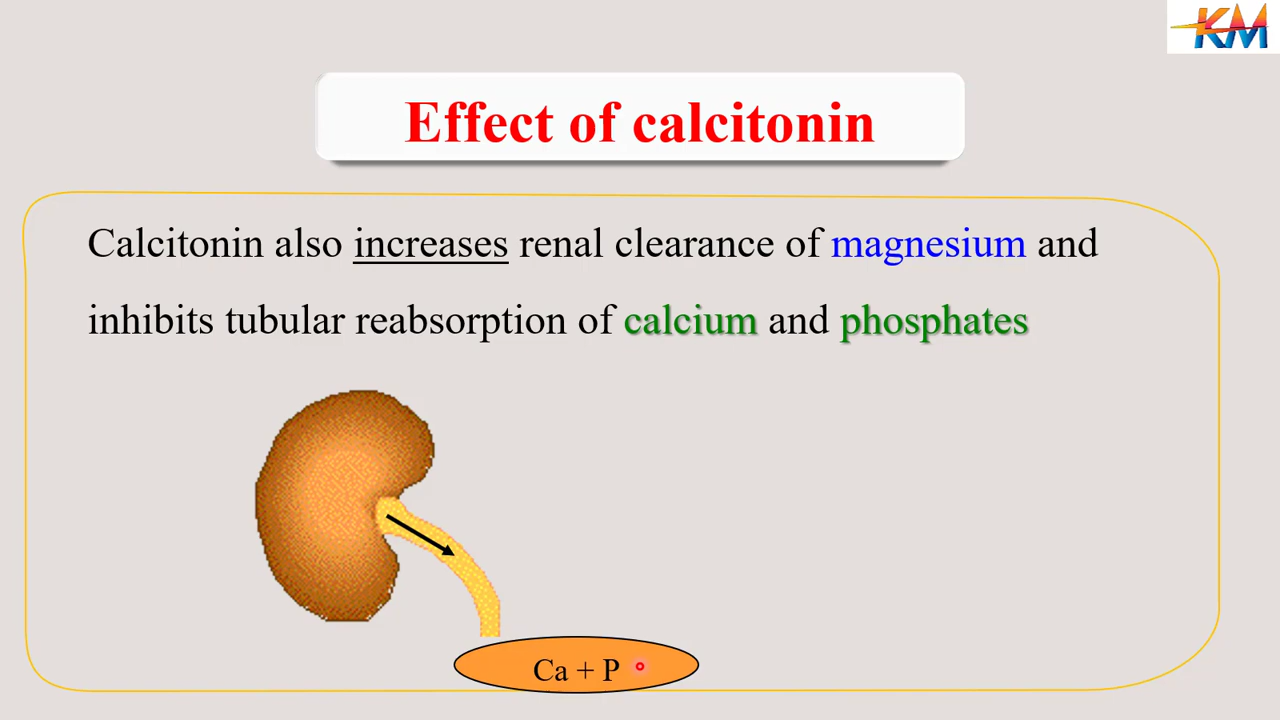 KM
Effect of calcitonin
Calcitonin also increases renal clearance of magnesium and
inhibits tubular reabsorption of calcium and phosphates
Ca + P